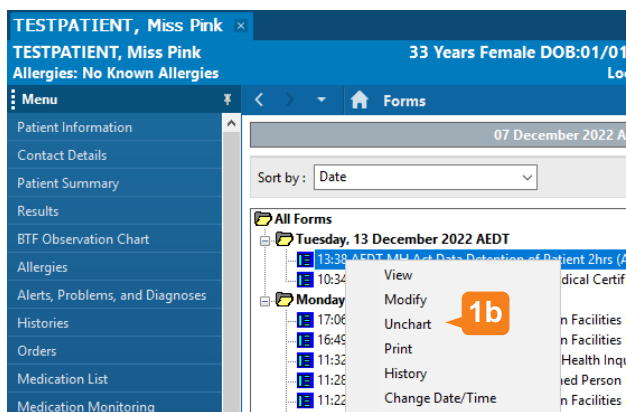 TESTPATIENT, Miss Pink ×
TESTPATIENT, Miss Pink
33 Years Female DOB:01/01
Allergies: No Known Allergies
Menu
Forms
Patient Information
Contact Details
Patient Summary
Results
BTF Observation Chart
Allergies
Alerts, Problems, and Diagnoses
Histories
Orders
Medication List
Medication Monitoring
07 December 2022 A
Sort by : Date
All Forms
Tuesday, 13 December 2022 AEDT
13:38 AEDT MH Act Data Detention of Patient 2hrs (A
10:34 dical Certif
Monday
17:06 n Facilities
16:49 n Facilities
11:32 Health Inqu
11:28 ned Person
11:22 n Facilities
View
Modify
Unchart
Print
History
Change Date/Time
1b